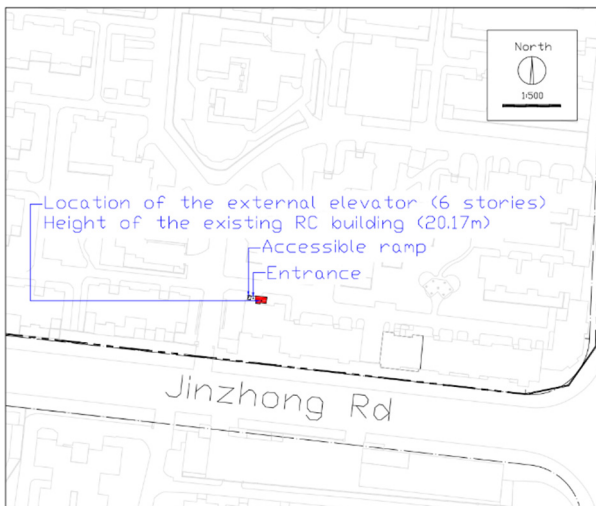 North
1:500
Location of the external elevator (6 stories)
Height of the existing RC building (20.17m)
Accessible ramp
Entrance
Jinzhong Rd